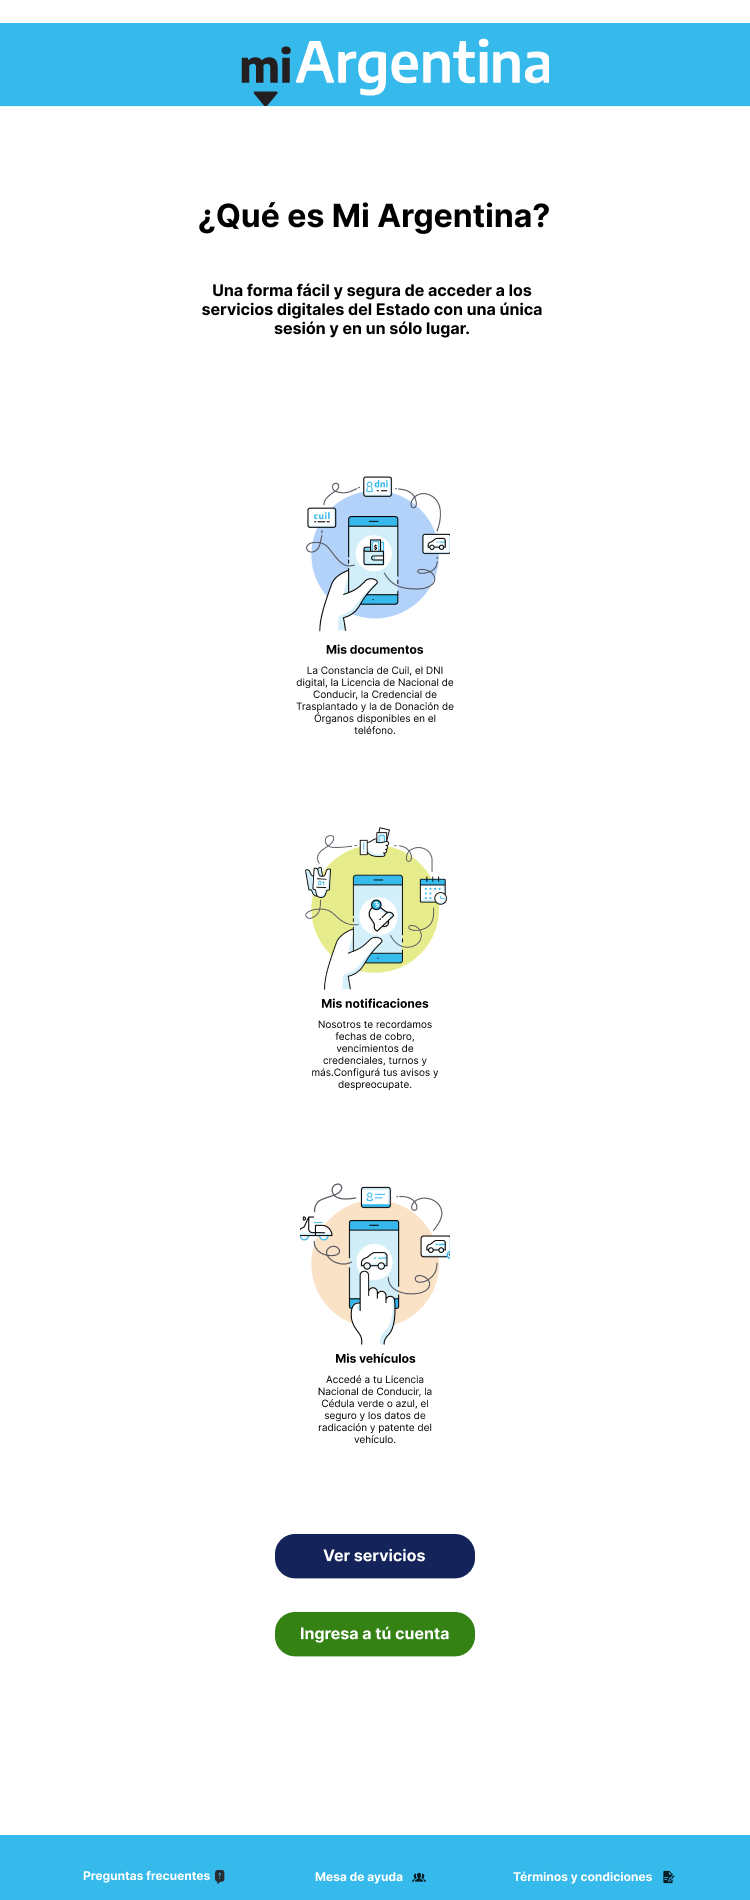 mi Argentina
¿Qué es Mi Argentina?
Una forma fácil y segura de acceder a los
servicios digitales del Estado con una única
sesión y en un sólo lugar.
dni
cuil
$
Mis documentos
La Constancia de Cuil, el DNI
digital, la Licencia de Nacional de
Conducir, la Credencial de
Trasplantado y la de Donación de
Órganos disponibles en el
teléfono.
Mis notificaciones
Nosotros te recordamos
fechas de cobro,
vencimientos de
credenciales, turnos y
más.Configurá tus avisos y
despreocupate.
Mis vehículos
Accedé a tu Licencia
Nacional de Conducir, la
Cédula verde o azul, el
seguro y los datos de
radicación y patente del
vehículo.
Ver servicios
Ingresa a tú cuenta
Preguntas frecuentes
Mesa de ayuda
Términos y condiciones